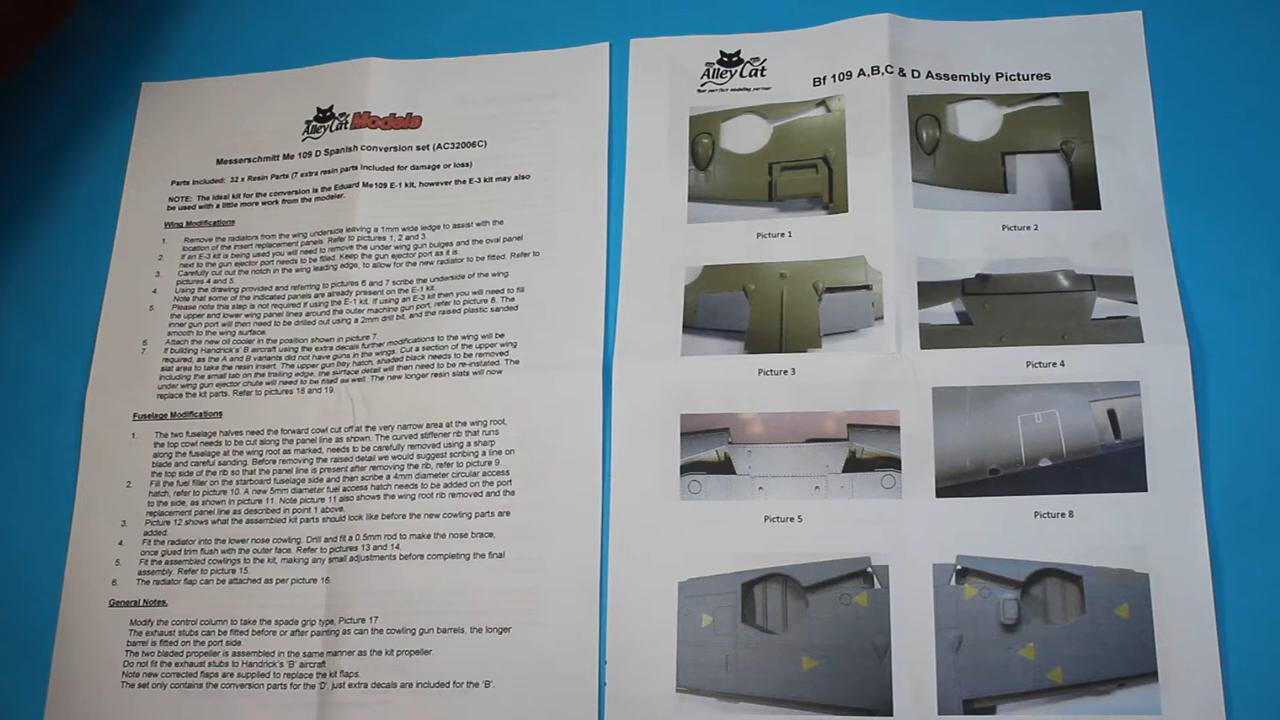 Alley Cat Models
Messerschmitt Me 109 D Spanish conversion set (AC32006C)
Parts Included: 32 x Resin Parts (7 extra resin parts included for damage or loss)
NOTE: The ideal kit for the conversion is the Eduard Me109 E-1 kit, however the E-3 kit may also
be used with a little more work from the modeler.
Wing Modifications
1. Remove the radiators from the wing underside leaving a 1mm wide ledge to assist with the
location of the insert replacement panels. Refer to pictures 1, 2 and 3.
2. If an E-3 kit is being used you will need to remove the under wing gun bulges and the oval panel
next to the gun ejector port needs to be filled. Keep the gun ejector port as it is.
3. Carefully cut out the notch in the wing leading edge, to allow for the new radiator to be fitted. Refer to
pictures 4 and 5.
4. Using the drawing provided and referring to pictures 6 and 7 scribe the underside of the wing.
Note that some of the indicated panels are already present on the E-1 kit.
5. Please note this step is not required if using the E-1 kit. If using an E-3 kit then you will need to fill
the upper and lower wing panel lines around the outer machine gun port, refer to picture 8. The
inner gun port will then need to be drilled out using a 2mm drill bit, and the raised plastic sanded
smooth to the wing surface.
6. Attach the new oil cooler in the position shown in picture 7.
7. If building Handrick's 'B' aircraft using the extra decals further modifications to the wing will be
required, as the A and B variants did not have guns in the wings. Cut a section of the upper wing
slat area to take the resin insert. The upper gun bay hatch, shaded black needs to be removed
including the small tab on the trailing edge, the surface detail will then need to be re-instated. The
under wing gun ejector chute will need to be filled as well. The new longer resin slats will now
replace the kit parts. Refer to pictures 18 and 19.
Fuselage Modifications
1. The two fuselage halves need the forward cowl cut off at the very narrow area at the wing root,
the top cowl needs to be cut along the panel line as shown. The curved stiffener rib that runs
along the fuselage at the wing root as marked, needs to be carefully removed using a sharp
blade and careful sanding. Before removing the raised detail we would suggest scribing a line on
the top side of the rib so that the panel line is present after removing the rib, refer to picture 9.
2. Fill the fuel filler on the starboard fuselage side and then scribe a 4mm diameter circular access
hatch, refer to picture 10. A new 5mm diameter fuel access hatch needs to be added on the port
to the side, as shown in picture 11. Note picture 11 also shows the wing root rib removed and the
replacement panel line as described in point 1 above.
3. Picture 12 shows what the assembled kit parts should look like before the new cowling parts are
added.
4. Fit the radiator into the lower nose cowling. Drill and fit a 0.5mm rod to make the nose brace,
once glued trim flush with the outer face. Refer to pictures 13 and 14.
5. Fit the assembled cowlings to the kit, making any small adjustments before completing the final
assembly. Refer to picture 15.
6. The radiator flap can be attached as per picture 16.
General Notes.
Modify the control column to take the spade grip type, Picture 17
The exhaust stubs can be fitted before or after painting as can the cowling gun barrels, the longer
barrel is fitted on the port side.
The two bladed propeller is assembled in the same manner as the kit propeller.
Do not fit the exhaust stubs to Handrick's 'B' aircraft
Note new corrected flaps are supplied to replace the kit flaps.
The set only contains the conversion parts for the 'D', just extra decals are included for the 'B'.
Alley Cat
Your purrfect modeling partner
Bf 109 A,B,C & D Assembly Pictures
Picture 1
Picture 2
Picture 3
Picture 4
Picture 5
Picture 8